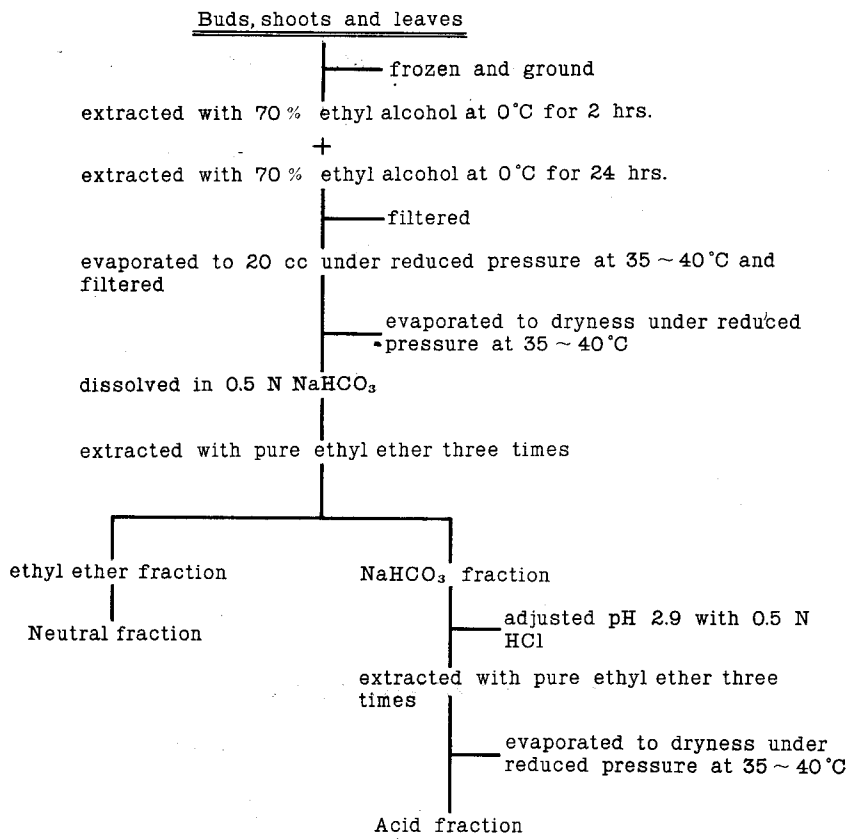 Buds, shoots and leaves
frozen and ground
extracted with 70 % ethyl alcohol at 0°C for 2 hrs.
+
extracted with 70 % ethyl alcohol at 0°C for 24 hrs.
filtered
evaporated to 20 cc under reduced pressure at 35 ~ 40°C and
filtered
evaporated to dryness under reduced
pressure at 35 ~ 40°C
dissolved in 0.5 N NaHCO₃
extracted with pure ethyl ether three times
ethyl ether fraction
NaHCO₃ fraction
Neutral fraction
adjusted pH 2.9 with 0.5 N
HCl
extracted with pure ethyl ether three
times
evaporated to dryness under
reduced pressure at 35 ~ 40°C
Acid fraction